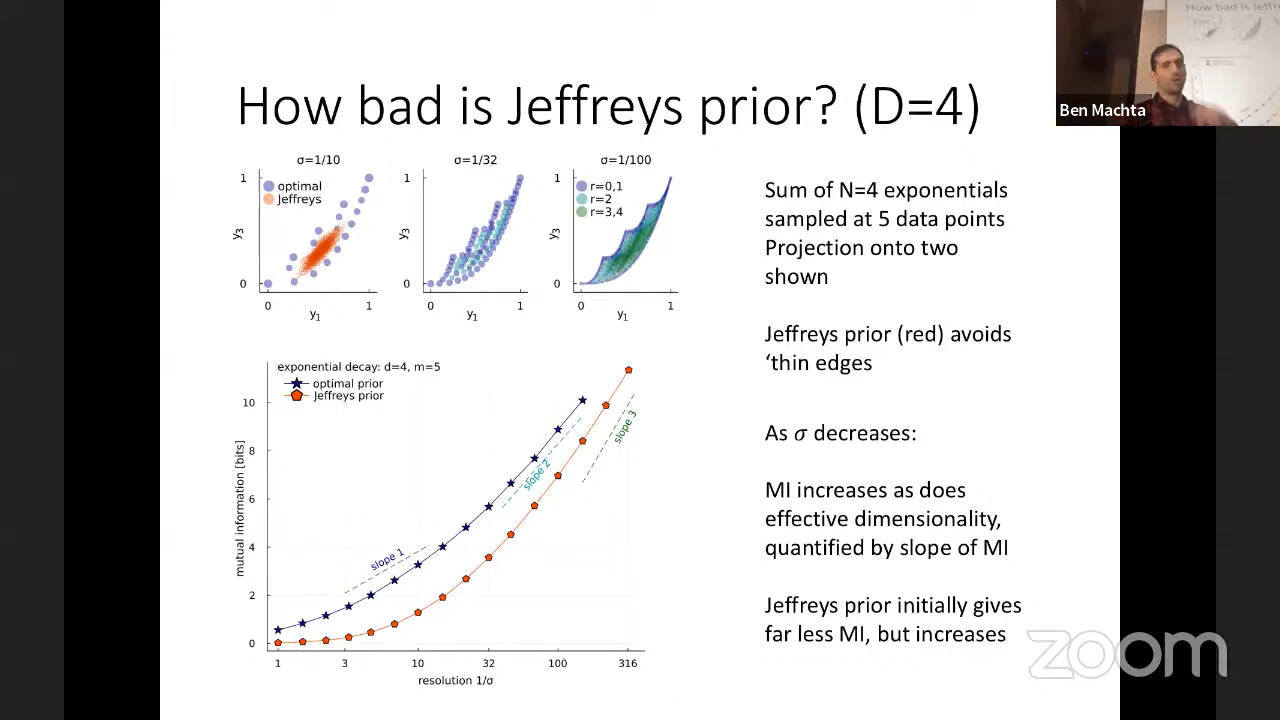 How bad is Jeffreys prior? (D=4)
Ben Machta
σ=1/10
optimal
Jeffreys
1
0
y3
0
1
y1
σ=1/32
1
0
y3
0
1
y1
σ=1/100
r=0,1
r=2
r=3,4
1
0
y3
0
1
y1
Sum of N=4 exponentials
sampled at 5 data points
Projection onto two
shown
Jeffreys prior (red) avoids
‘thin edges
As σ decreases:
MI increases as does
effective dimensionality,
quantified by slope of MI
Jeffreys prior initially gives
far less MI, but increases
exponential decay: d=4, m=5
optimal prior
Jeffreys prior
mutual information [bits]
10
8
6
4
2
0
slope 1
slope 2
slope 3
1
3
10
32
100
316
resolution 1/σ
zoom
How bad is Jeffre